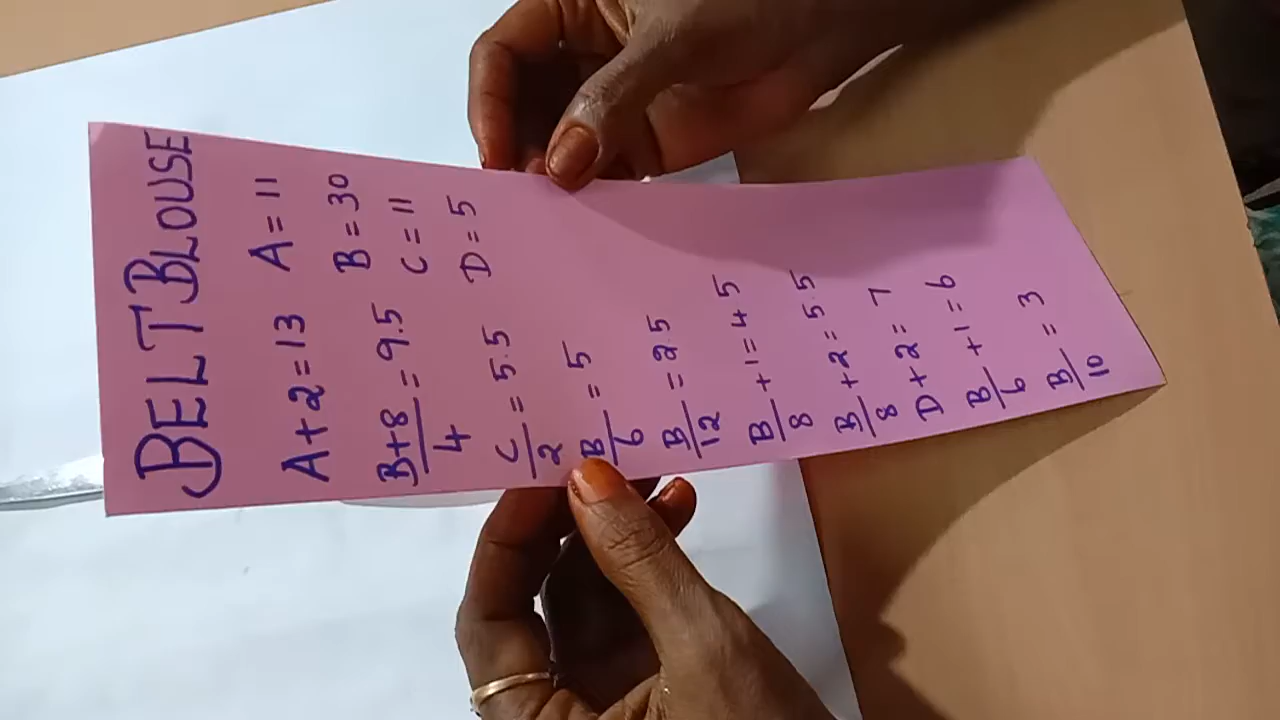 BELT BLOUSE
A+2=13 A=11
B+8/4 = 9.5 B=30
C/2 = 5.5 C=11
B/6 = 5 D=5
B/12 = 2.5
B/8 +1=4.5
B/8 +2=5.5
D+2=7
B/6 +1=6
B/10 = 3